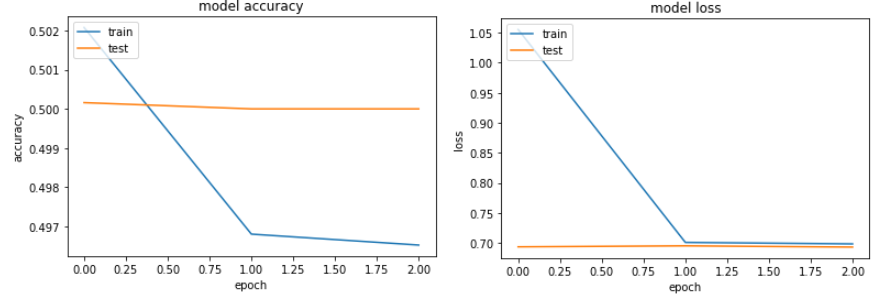 model accuracy
train
test
0.502
0.501
0.500
0.499
0.498
0.497
accuracy
0.00 0.25 0.50 0.75 1.00 1.25 1.50 1.75 2.00
epoch
model loss
train
test
1.05
1.00
0.95
0.90
0.85
0.80
0.75
0.70
loss
0.00 0.25 0.50 0.75 1.00 1.25 1.50 1.75 2.00
epoch